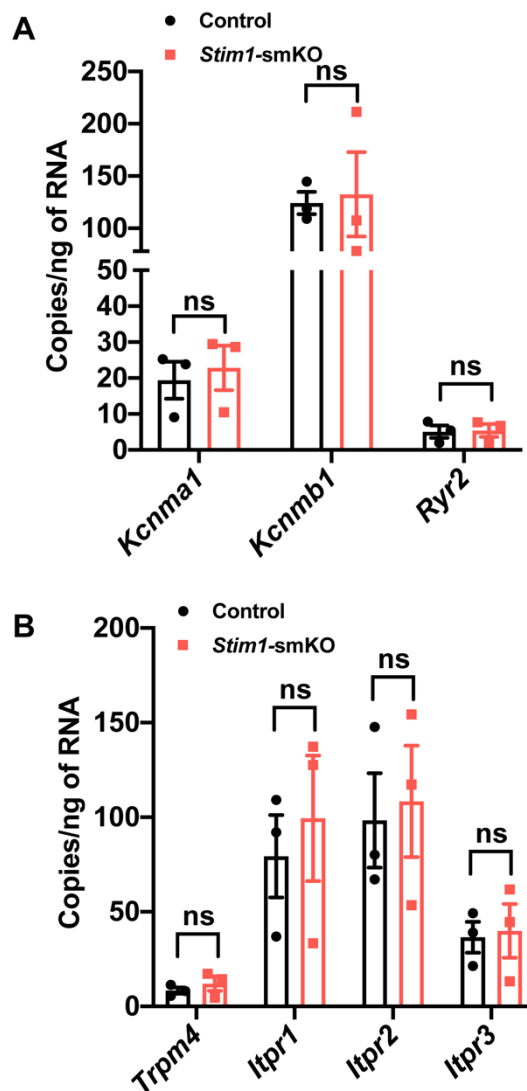 A
Control
Stim1-smKO
Copies/ng of RNA
250
200
150
100
50
40
30
20
10
0
ns
ns
ns
Kcnma1
Kcnmb1
Ryr2
B
Control
Stim1-smKO
Copies/ng of RNA
200
150
100
50
0
ns
ns
ns
ns
Trpm4
Itpr1
Itpr2
Itpr3